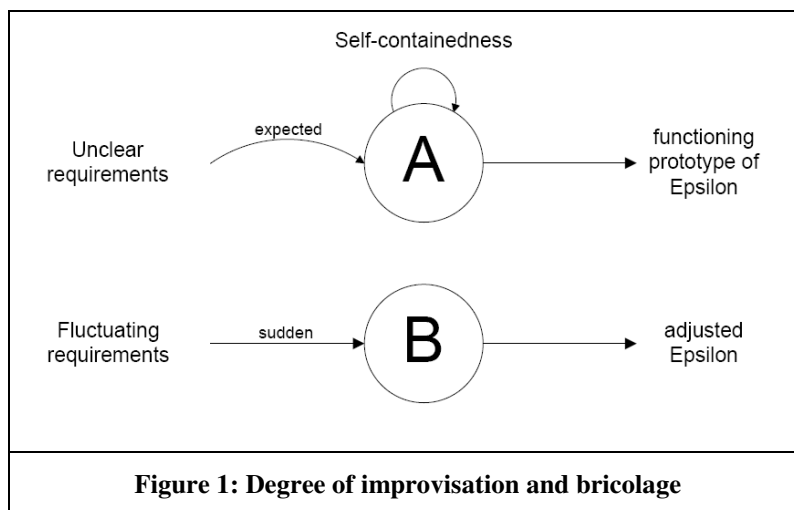 Self-containedness
Unclear
requirements
expected
A
functioning
prototype of
Epsilon
Fluctuating
requirements
sudden
B
adjusted
Epsilon
Figure 1: Degree of improvisation and bricolage